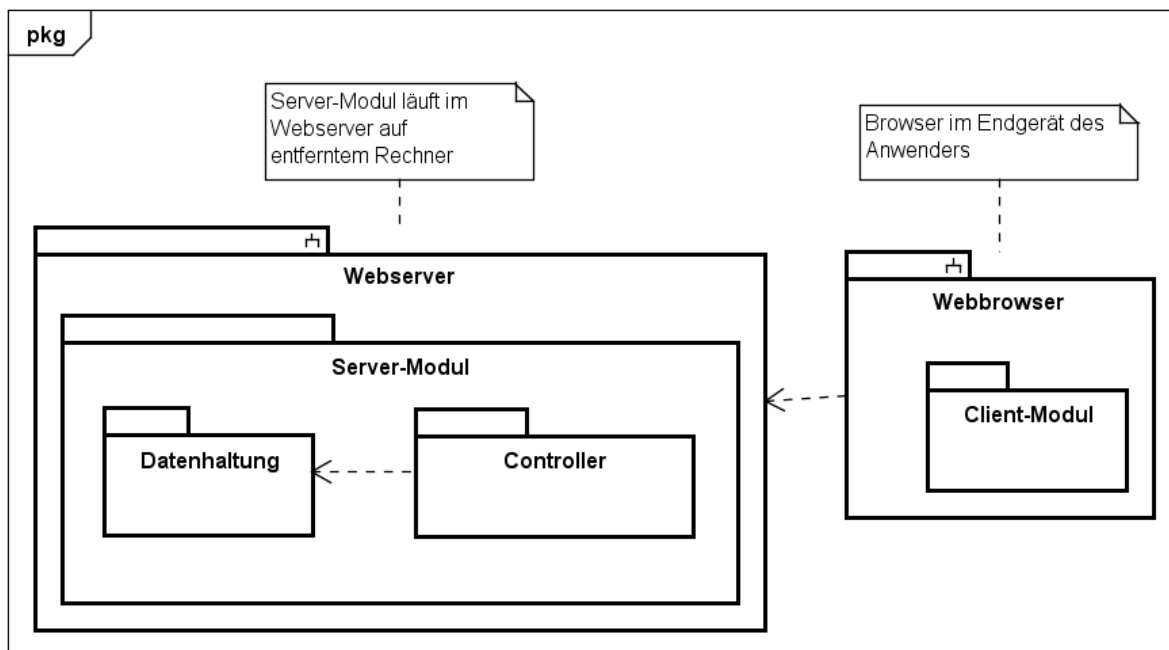 pkg
Server-Modul läuft im
Webserver auf
entferntem Rechner
Browser im Endgerät des
Anwenders
Webserver
Webbrowser
Server-Modul
Client-Modul
Datenhaltung
Controller